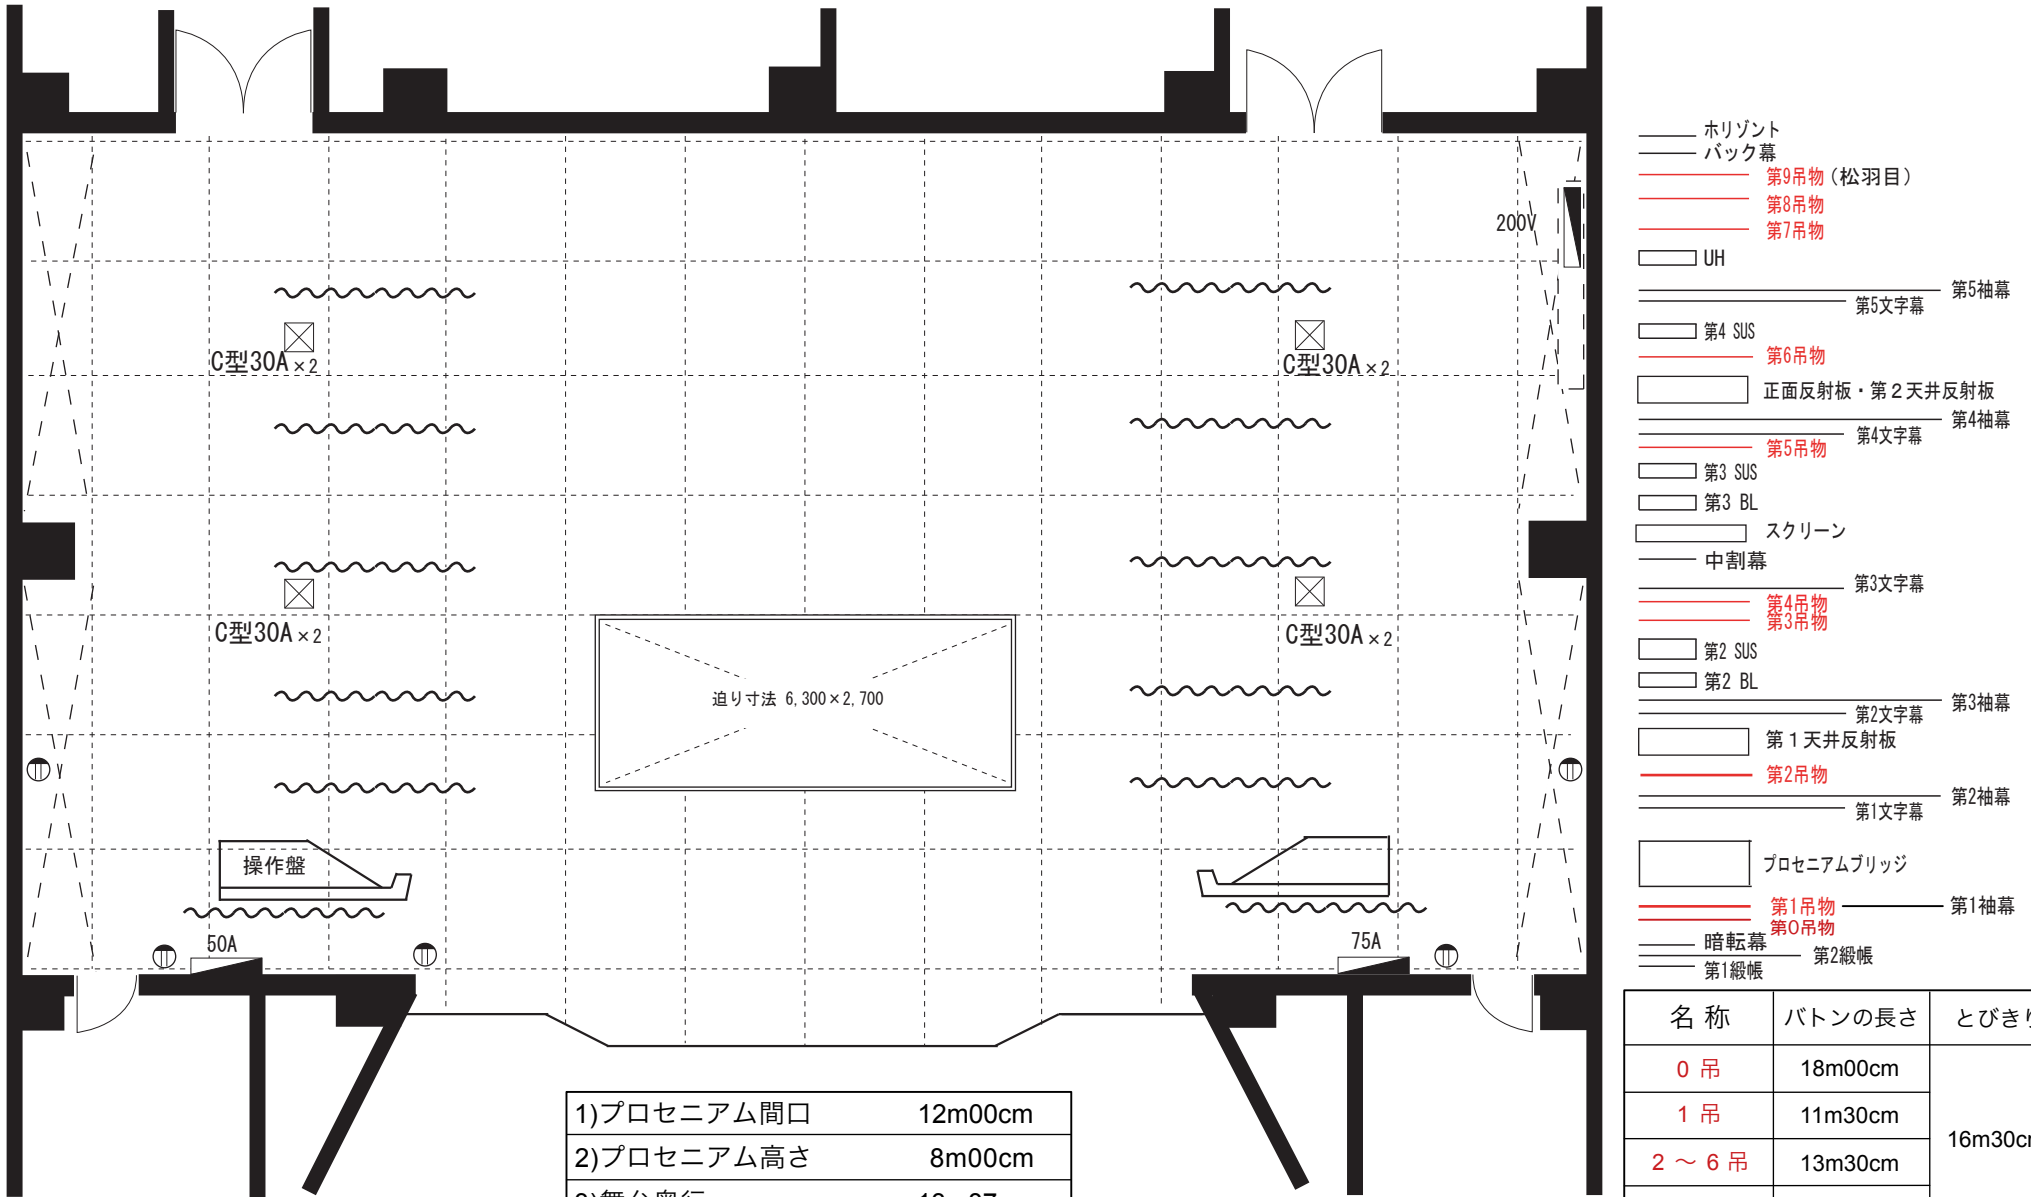 ホリゾント
バック幕
第9吊物 (松羽目)
第8吊物
第7吊物
UH
第5袖幕
第5文字幕
第4 SUS
第6吊物
正面反射板・第2天井反射板
第4袖幕
第4文字幕
第5吊物
第3 SUS
第3 BL
スクリーン
中割幕
第3文字幕
第4吊物
第3吊物
第2 SUS
第2 BL
第3袖幕
第2文字幕
第1天井反射板
第2吊物
第2袖幕
第1文字幕
プロセニアムブリッジ
第1吊物
第1袖幕
第0吊物
暗転幕
第2緞帳
第1緞帳
200V
C型30A×2
C型30A×2
C型30A×2
C型30A×2
迫り寸法 6,300×2,700
操作盤
50A
75A
1)プロセニアム間口 12m00cm
2)プロセニアム高さ 8m00cm
名 称 バトンの長さ とびきり
0 吊 18m00cm
1 吊 11m30cm
16m30cm
2 ～ 6 吊 13m30cm